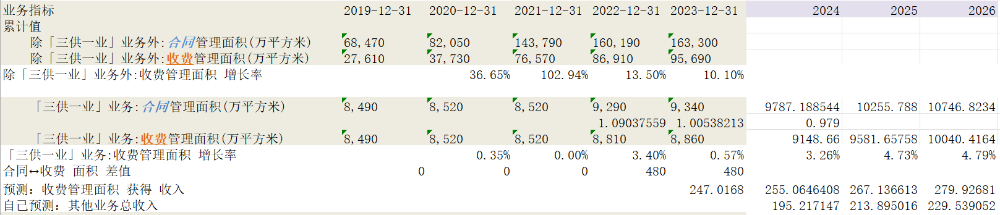 业务指标 2019-12-31 2020-12-31 2021-12-31 2022-12-31 2023-12-31 2024 2025 2026
累计值
除「三供一业」业务外:合同管理面积(万平方米) 68,470 82,050 143,790 160,190 163,300
除「三供一业」业务外:收费管理面积(万平方米) 27,610 37,730 76,570 86,910 95,690
除「三供一业」业务外:收费管理面积 增长率 36.65% 102.94% 13.50% 10.10%
「三供一业」业务:合同管理面积(万平方米) 8,490 8,520 8,520 9,290 9,340 9787.188544 10255.788 10746.8234
1.09037559 1.00538213 0.979
「三供一业」业务:收费管理面积(万平方米) 8,490 8,520 8,520 8,810 8,860 9148.66 9581.65758 10040.4164
「三供一业」业务:收费管理面积 增长率 0.35% 0.00% 3.40% 0.57% 3.26% 4.73% 4.79%
合同↔收费 面积 差值 0 0 0 480 480
预测: 收费管理面积 获得 收入 247.0168 255.0646408 267.136613 279.92681
自己预测: 其他业务总收入 195.217147 213.895016 229.539052